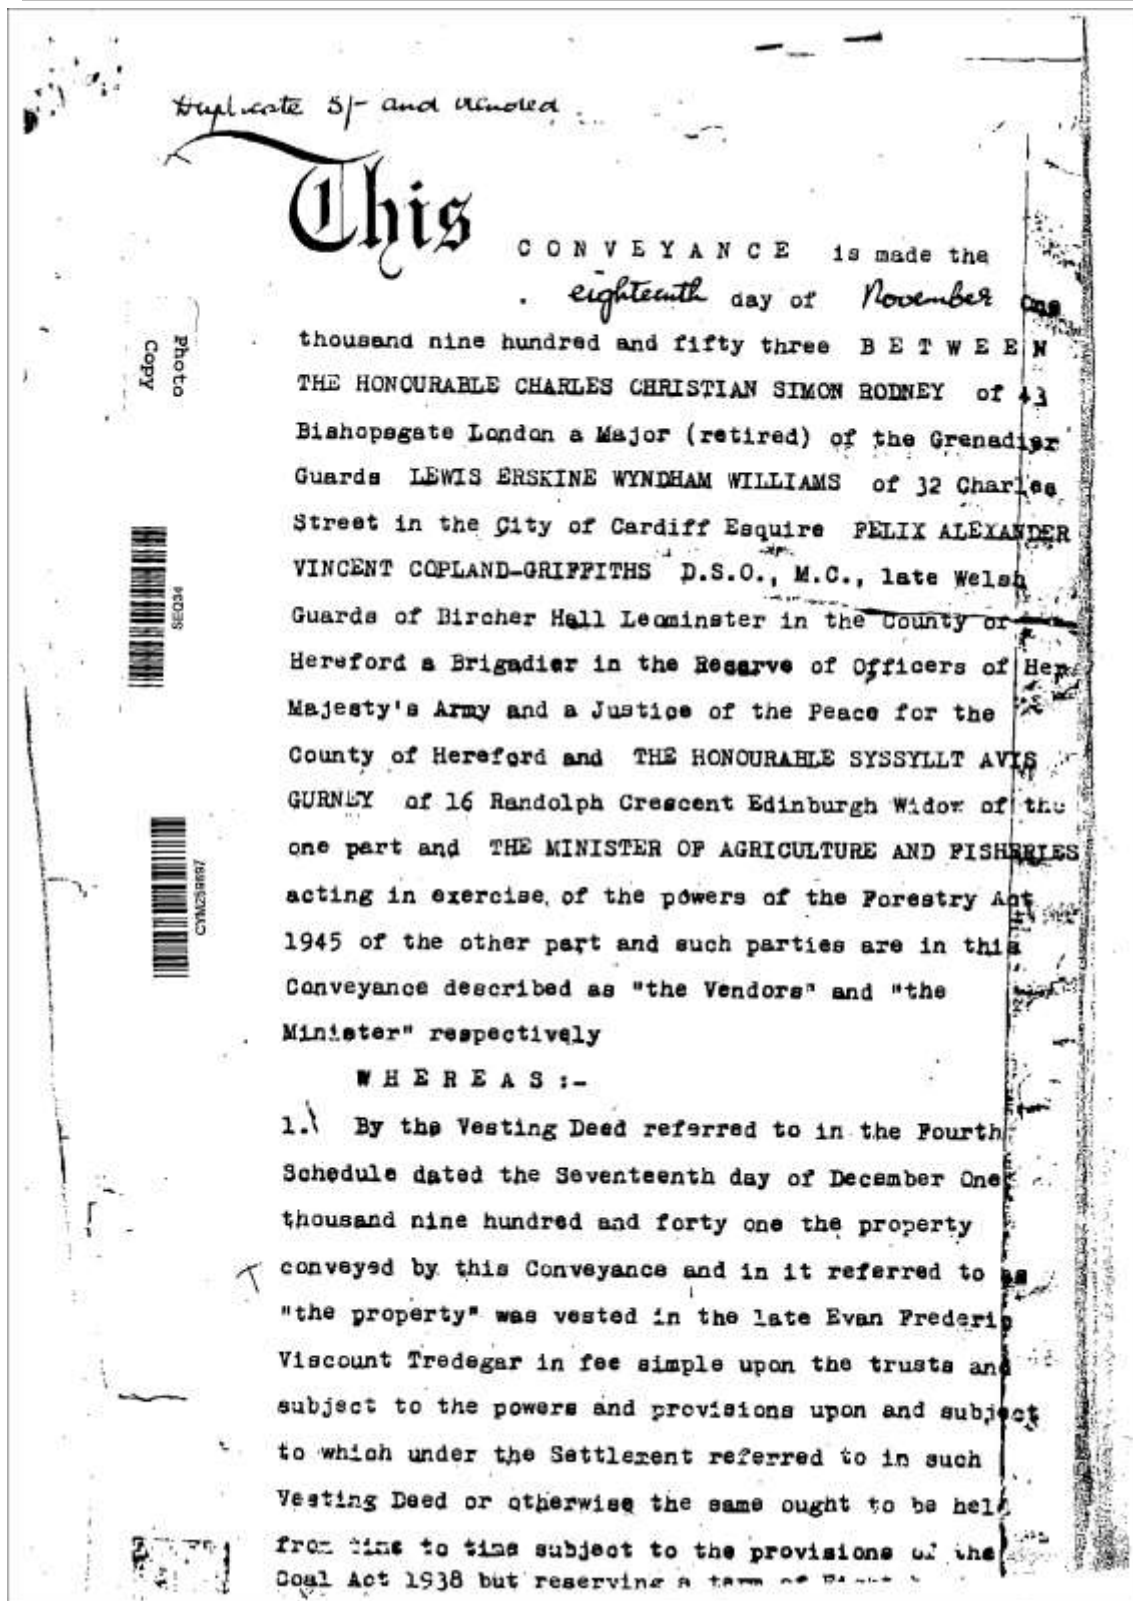 Duplicate 5/- and
This
CONVEYANCE is made the
eighteenth day of November one
thousand nine hundred and fifty three BETWEEN
THE HONOURABLE CHARLES CHRISTIAN SIMON RODNEY of 43
Bishopsgate London a Major (retired) of the Grenadier
Guards LEWIS ERSKINE WYNDHAM WILLIAMS of 32 Charles
Street in the City of Cardiff Esquire FELIX ALEXANDER
VINCENT COPLAND-GRIFFITHS D.S.O., M.C., late Welsh
Guards of Bircher Hall Leominster in the County of
Hereford a Brigadier in the Reserve of Officers of Her
Majesty's Army and a Justice of the Peace for the
County of Hereford and THE HONOURABLE SYSSYLLT AVIS
GURNEY of 16 Randolph Crescent Edinburgh Widow of the
one part and THE MINISTER OF AGRICULTURE AND FISHERIES
acting in exercise of the powers of the Forestry Act
1945 of the other part and such parties are in this
Conveyance described as "the Vendors" and "the
Minister" respectively
WHEREAS:-
1. By the Vesting Deed referred to in the Fourth
Schedule dated the Seventeenth day of December One
thousand nine hundred and forty one the property
conveyed by this Conveyance and in it referred to as
"the property" was vested in the late Evan Frederic
Viscount Tredegar in fee simple upon the trusts and
subject to the powers and provisions upon and subject
to which under the Settlement referred to in such
Vesting Deed or otherwise the same ought to be held
from time to time subject to the provisions of the
Coal Act 1938 but reserving a term of
Photo
Copy
SEQ34
CYM259697